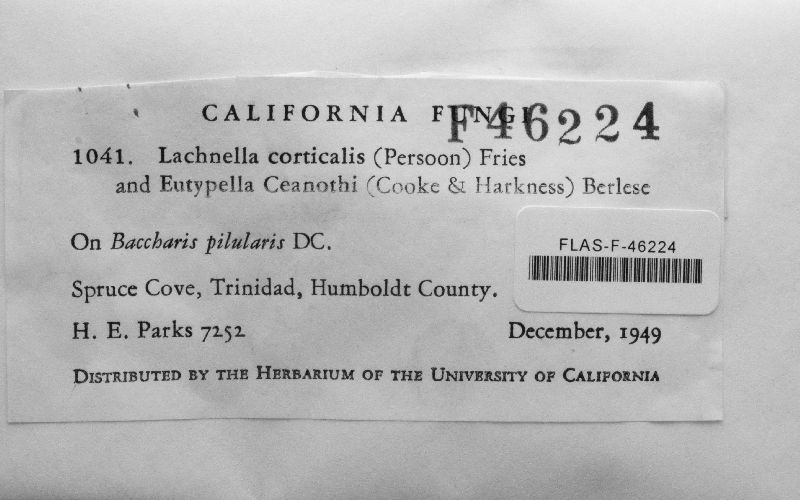 CALIFORNIA FUNGI
F46224
1041. Lachnella corticalis (Persoon) Fries
and Eutypella Ceanothi (Cooke & Harkness) Berlese
On Baccharis pilularis DC.
FLAS-F-46224
Spruce Cove, Trinidad, Humboldt County.
H. E. Parks 7252 December, 1949
DISTRIBUTED BY THE HERBARIUM OF THE UNIVERSITY OF CALIFORNIA